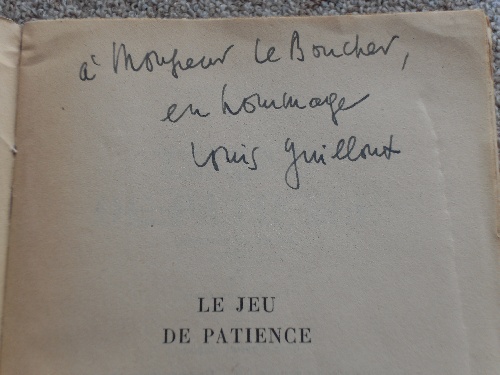 à Monsieur Le Boucher,
en hommage
Louis Guilloux
LE JEU
DE PATIENCE